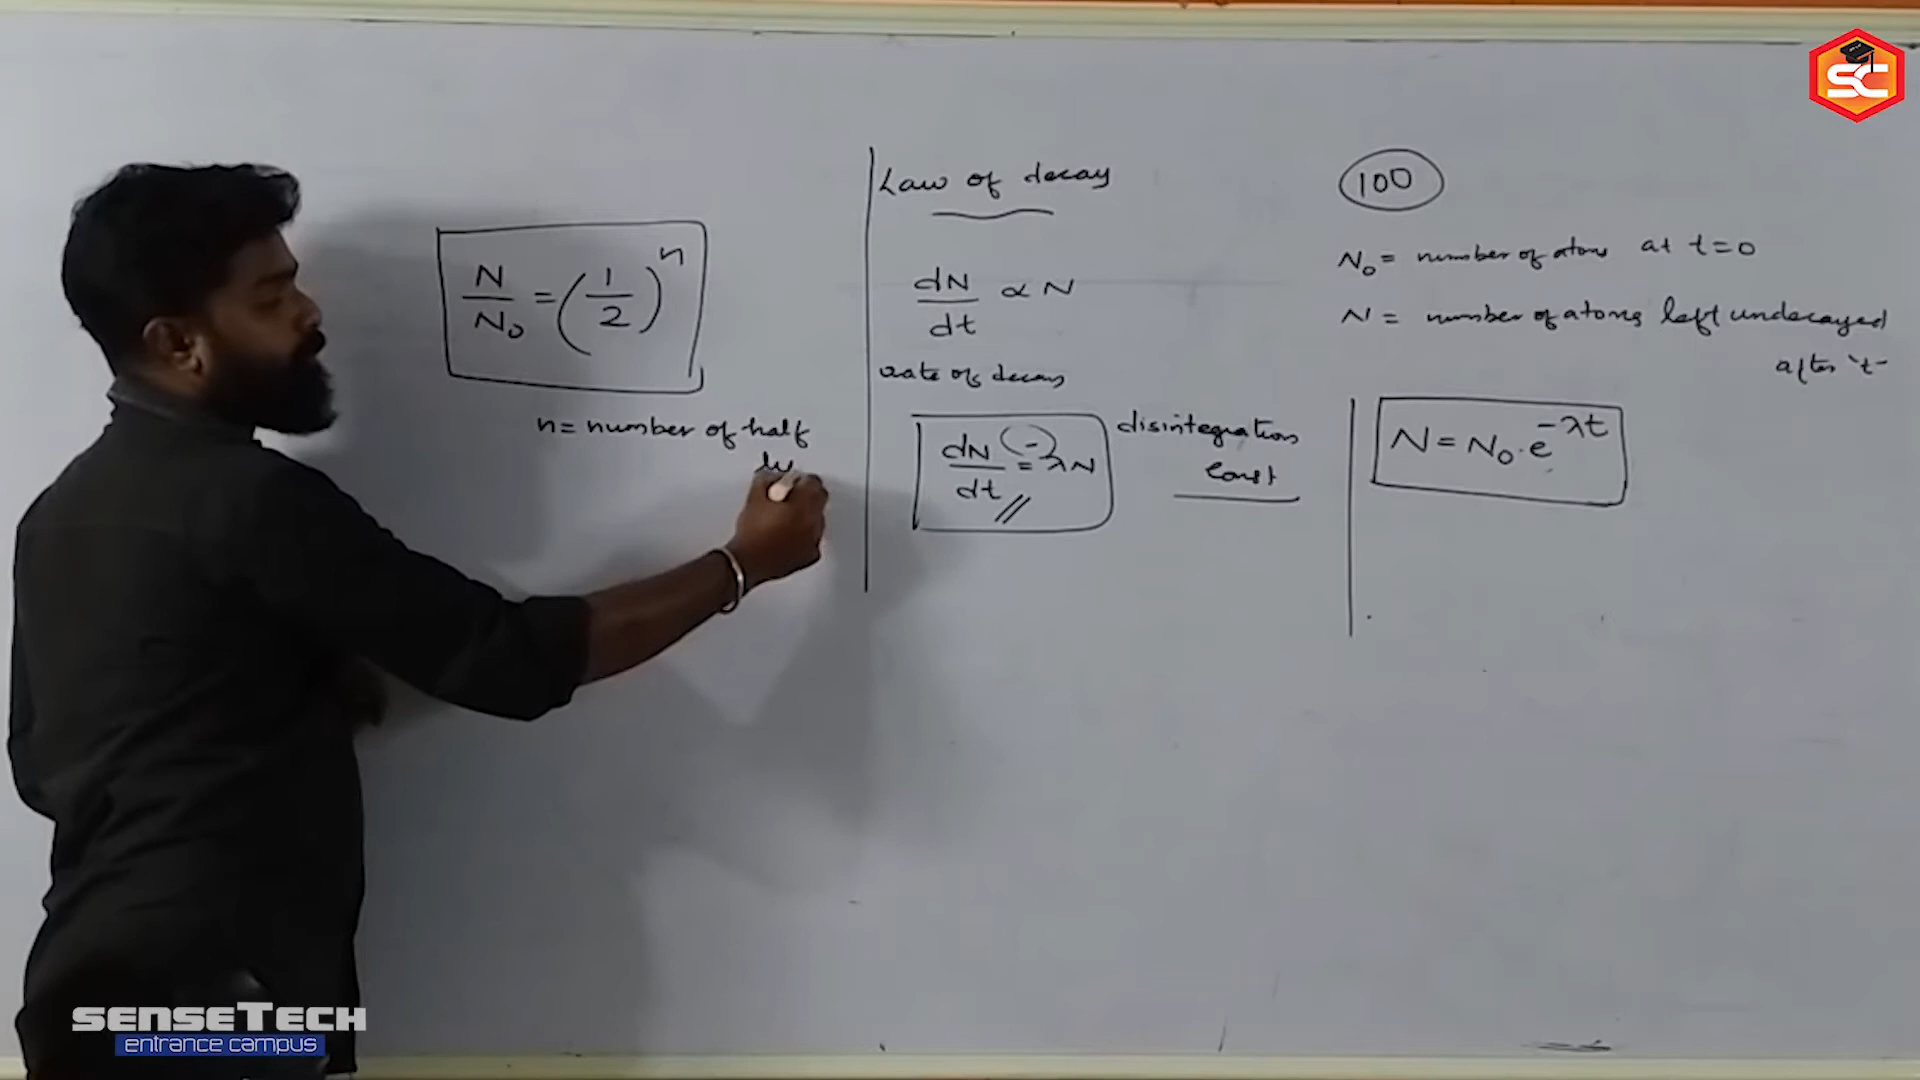 N/N₀ = (1/2)ⁿ
n = number of half
Law of decay
dN/dt ∝ N
rate of decay
dN/dt = (-) λN
disintegration
const
100
N₀ = number of atoms at t=0
N = number of atoms left undecayed
after 't'
N = N₀·e^-λt
SC
SENSETECH
entrance campus